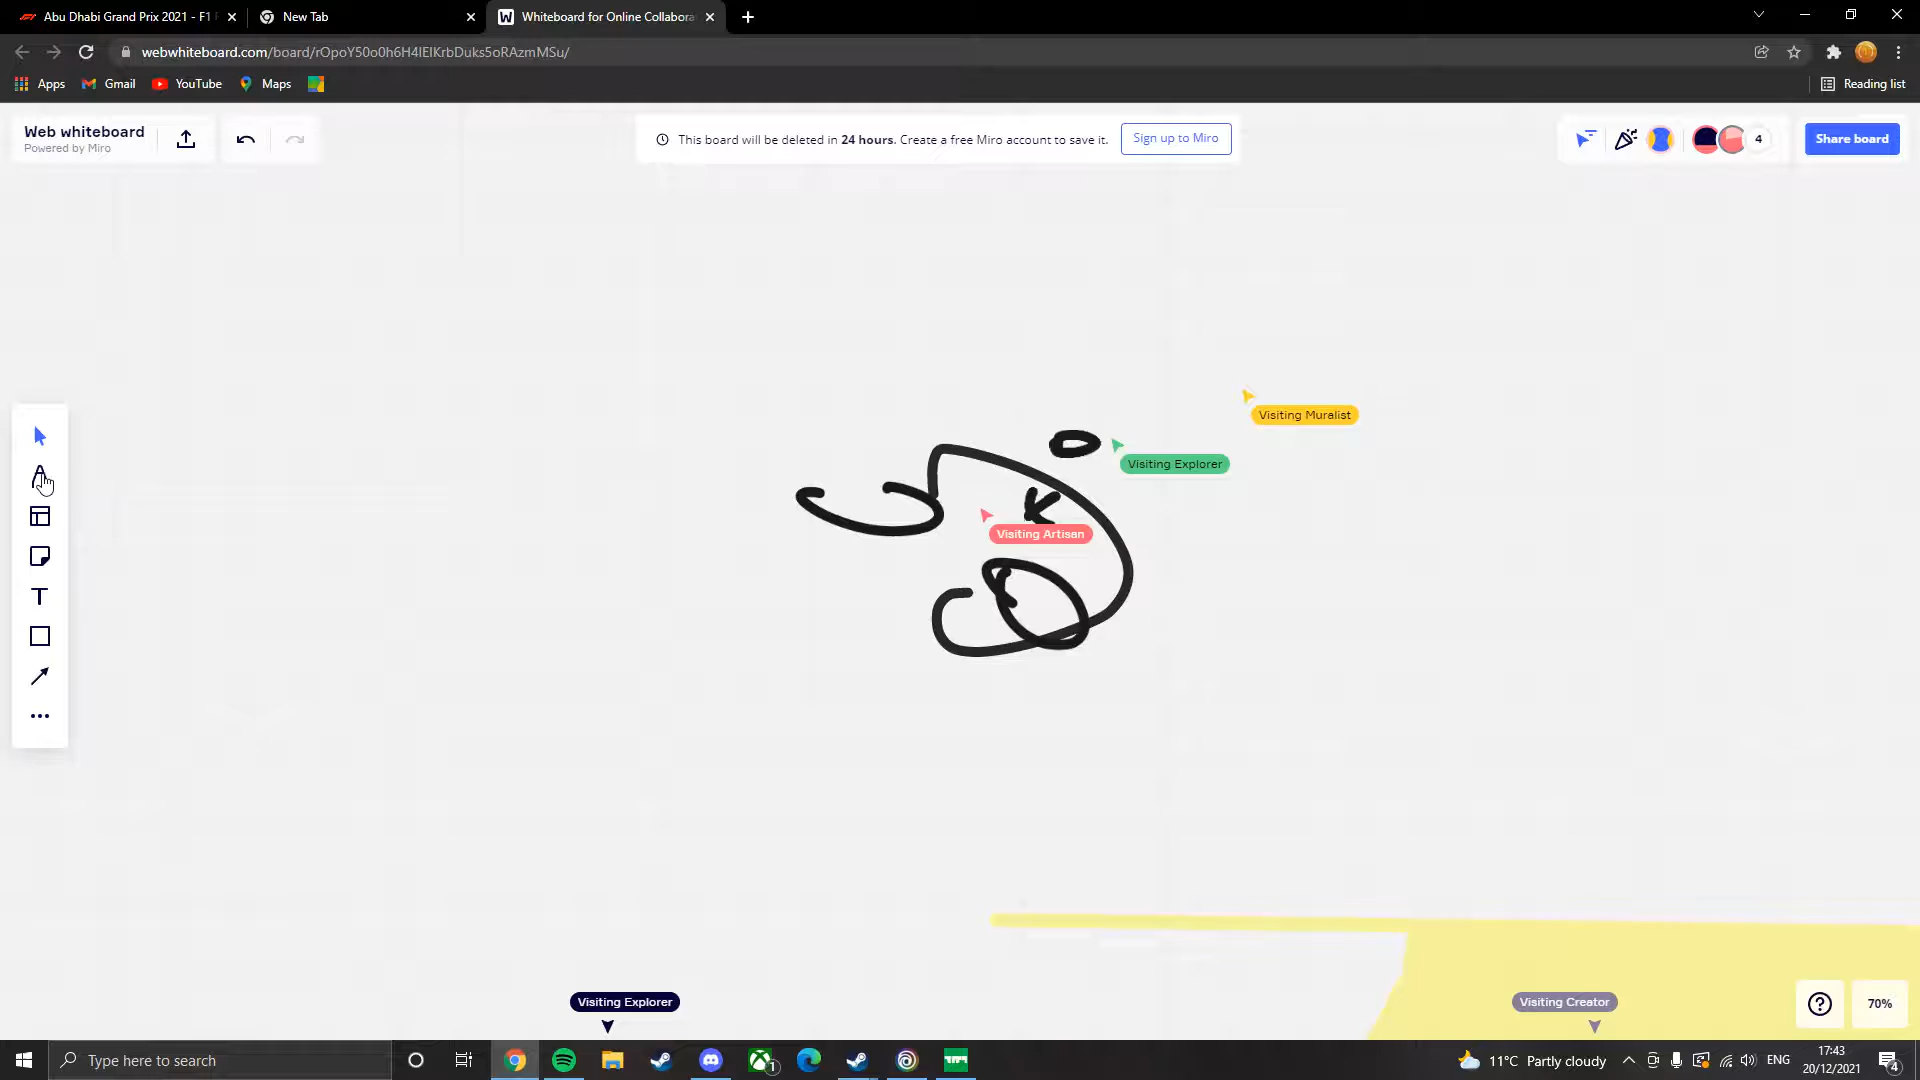 Abu Dhabi Grand Prix 2021 - F1
New Tab
Whiteboard for Online Collabora
webwhiteboard.com/board/rOpoY50o0h6H4lEIKrbDuks5oRAzmMSu/
Apps
Gmail
YouTube
Maps
Reading list
Web whiteboard
Powered by Miro
This board will be deleted in 24 hours. Create a free Miro account to save it.
Sign up to Miro
4
Share board
Visiting Muralist
Visiting Explorer
K
Visiting Artisan
T
Visiting Explorer
Visiting Creator
70%
Type here to search
1
11°C Partly cloudy
ENG
17:43
20/12/2021
4